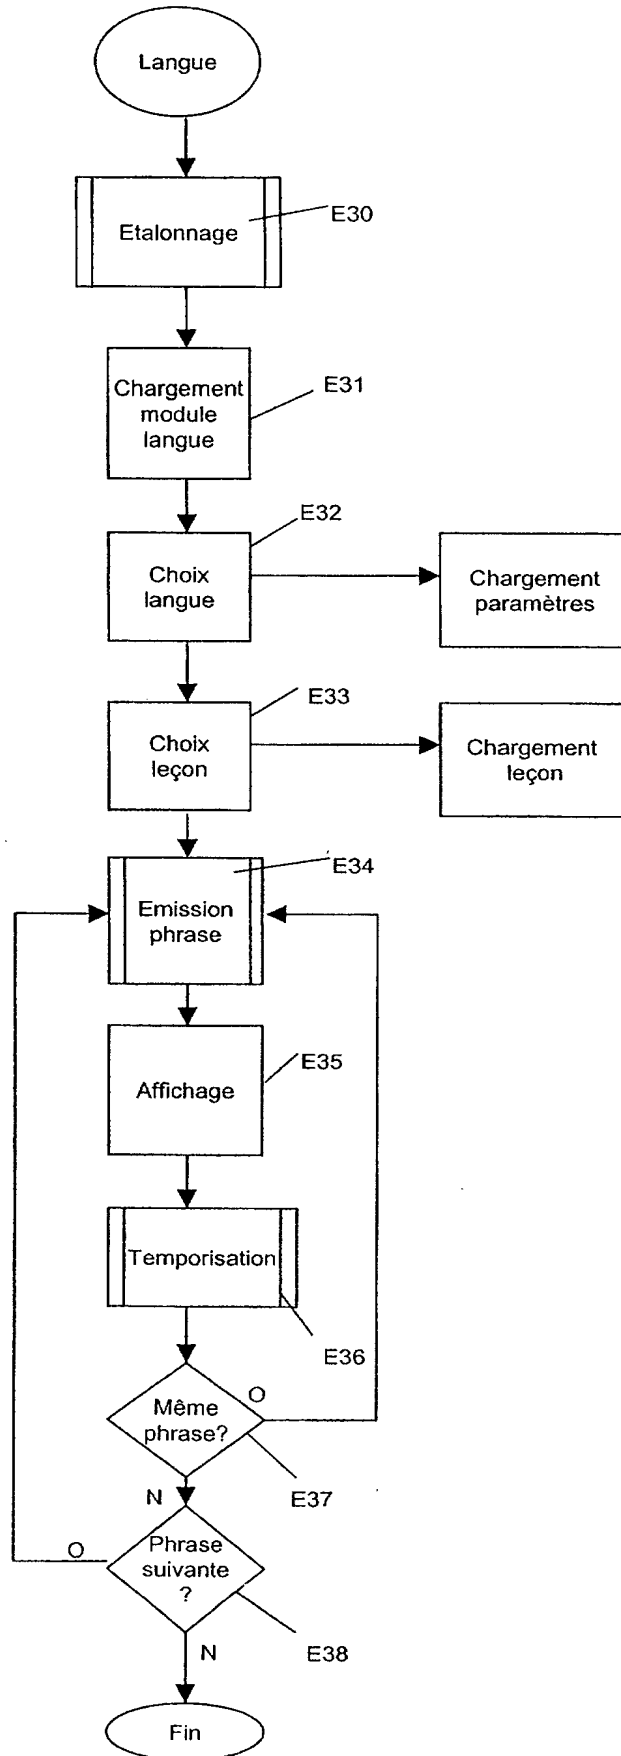 Langue
Etalonnage
E30
Chargement
module
langue
E31
Choix
langue
E32
Chargement
paramètres
Choix
leçon
E33
Chargement
leçon
Emission
phrase
E34
Affichage
E35
Temporisation
E36
Même
phrase?
O
E37
N
Phrase
suivante
?
O
E38
N
Fin